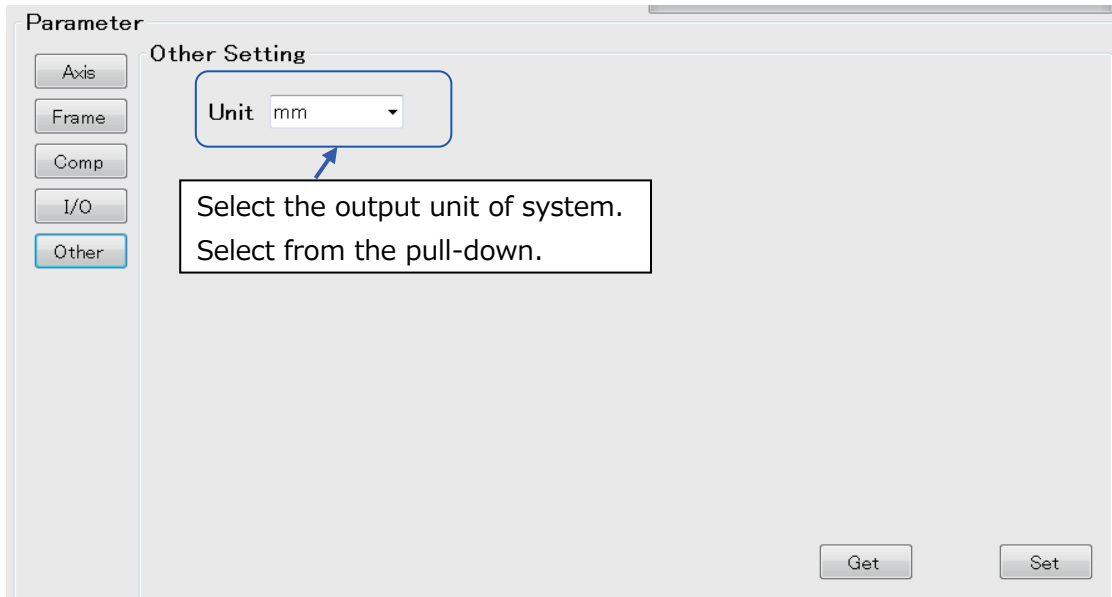 Parameter
Axis
Frame
Comp
I/O
Other
Other Setting
Unit mm
Select the output unit of system.
Select from the pull-down.
Get Set